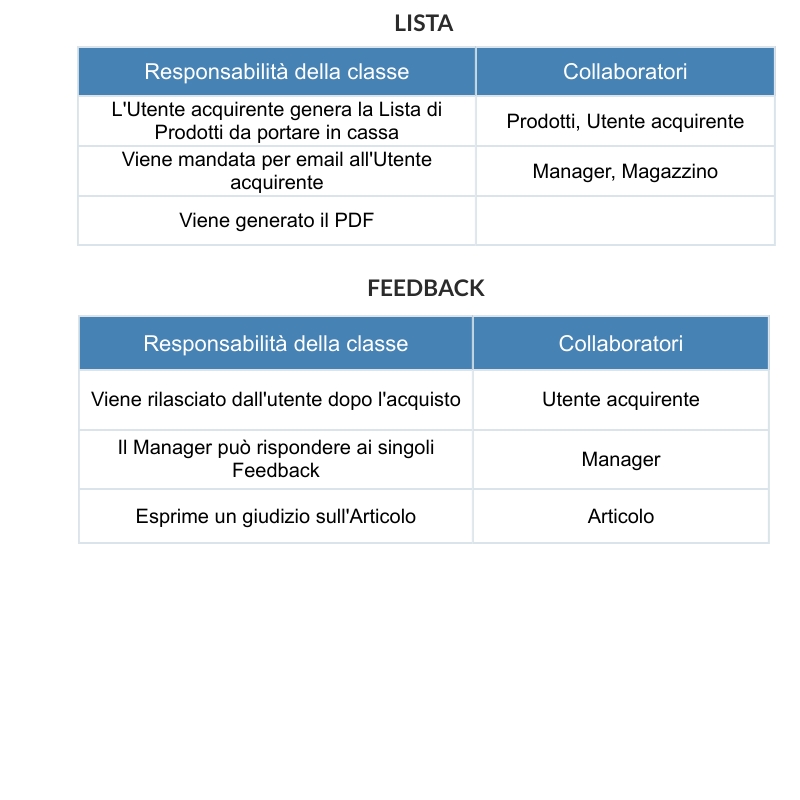 LISTA
Responsabilità della classe
Collaboratori
L'Utente acquirente genera la Lista di
Prodotti da portare in cassa
Prodotti, Utente acquirente
Viene mandata per email all'Utente
acquirente
Manager, Magazzino
Viene generato il PDF
FEEDBACK
Responsabilità della classe
Collaboratori
Viene rilasciato dall'utente dopo l'acquisto
Utente acquirente
Il Manager può rispondere ai singoli
Feedback
Manager
Esprime un giudizio sull'Articolo
Articolo